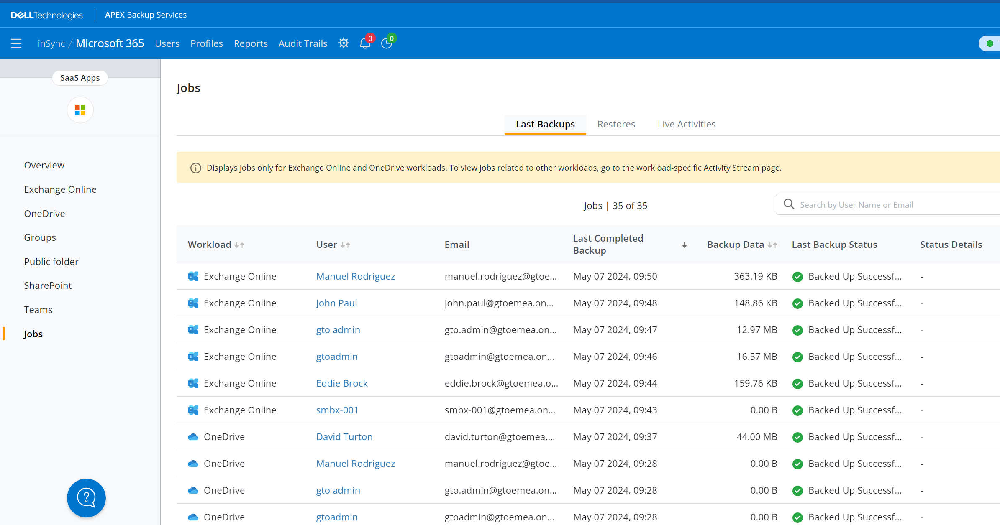 DELLTechnologies | APEX Backup Services
inSync / Microsoft 365 Users Profiles Reports Audit Trails 0 0
SaaS Apps
Overview
Exchange Online
OneDrive
Groups
Public folder
SharePoint
Teams
Jobs
Jobs
Last Backups Restores Live Activities
Displays jobs only for Exchange Online and OneDrive workloads. To view jobs related to other workloads, go to the workload-specific Activity Stream page.
Jobs | 35 of 35
Search by User Name or Email
Workload User Email Last Completed Backup Backup Data Last Backup Status Status Details
Exchange Online Manuel Rodriguez manuel.rodriguez@gtoe... May 07 2024, 09:50 363.19 KB Backed Up Successf... -
Exchange Online John Paul john.paul@gtoemea.on... May 07 2024, 09:48 148.86 KB Backed Up Successf... -
Exchange Online gto admin gto.admin@gtoemea.on... May 07 2024, 09:47 12.97 MB Backed Up Successf... -
Exchange Online gtoadmin gtoadmin@gtoemea.on... May 07 2024, 09:46 16.57 MB Backed Up Successf... -
Exchange Online Eddie Brock eddie.brock@gtoemea.o... May 07 2024, 09:44 159.76 KB Backed Up Successf... -
Exchange Online smbx-001 smbx-001@gtoemea.on... May 07 2024, 09:43 0.00 B Backed Up Successf... -
OneDrive David Turton david.turton@gtoemea.... May 07 2024, 09:37 44.00 MB Backed Up Successf... -
OneDrive Manuel Rodriguez manuel.rodriguez@gtoe... May 07 2024, 09:28 0.00 B Backed Up Successf... -
OneDrive gto admin gto.admin@gtoemea.on... May 07 2024, 09:28 0.00 B Backed Up Successf... -
OneDrive gtoadmin gtoadmin@gtoemea.on... May 07 2024, 09:28 0.00 B Backed Up Successf... -